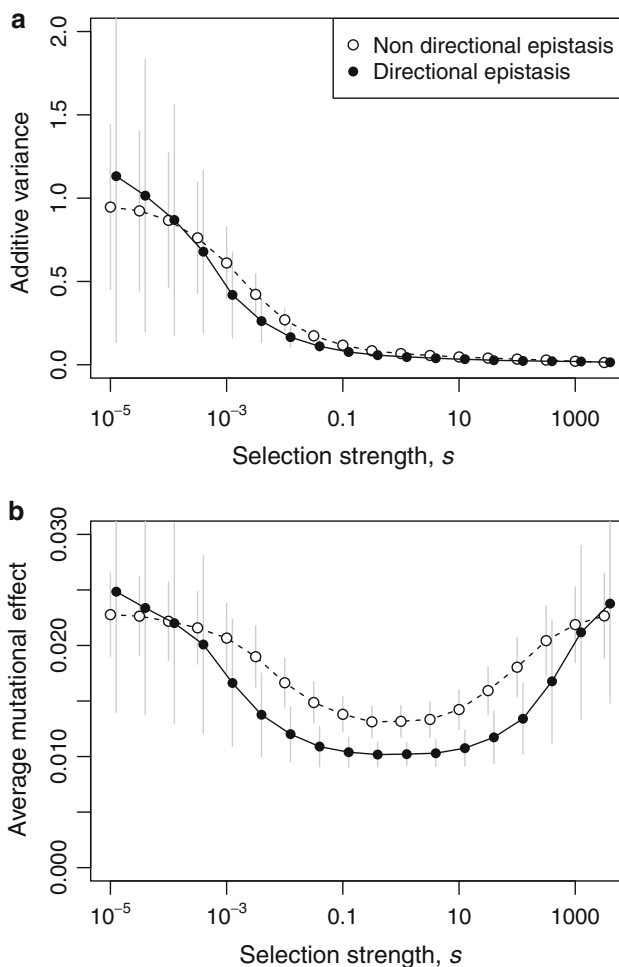 a
Non directional epistasis
Directional epistasis
Additive variance
2.0
1.5
1.0
0.5
0.0
10⁻⁵
10⁻³
0.1
10
1000
Selection strength, s
b
Average mutational effect
0.030
0.020
0.010
0.000
10⁻⁵
10⁻³
0.1
10
1000
Selection strength, s